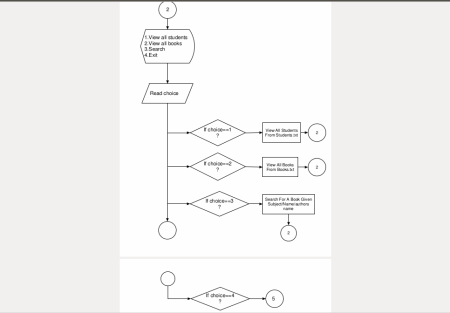 2
1.View all students
2.View all books
3.Search
4.Exit
Read choice
If choice==1
?
View All Students
From Students.txt
2
If choice==2
?
View All Books
From Books.txt
2
If choice==3
?
Search For A Book Given
Subject/Name/authors
name
2
If choice==4
?
5